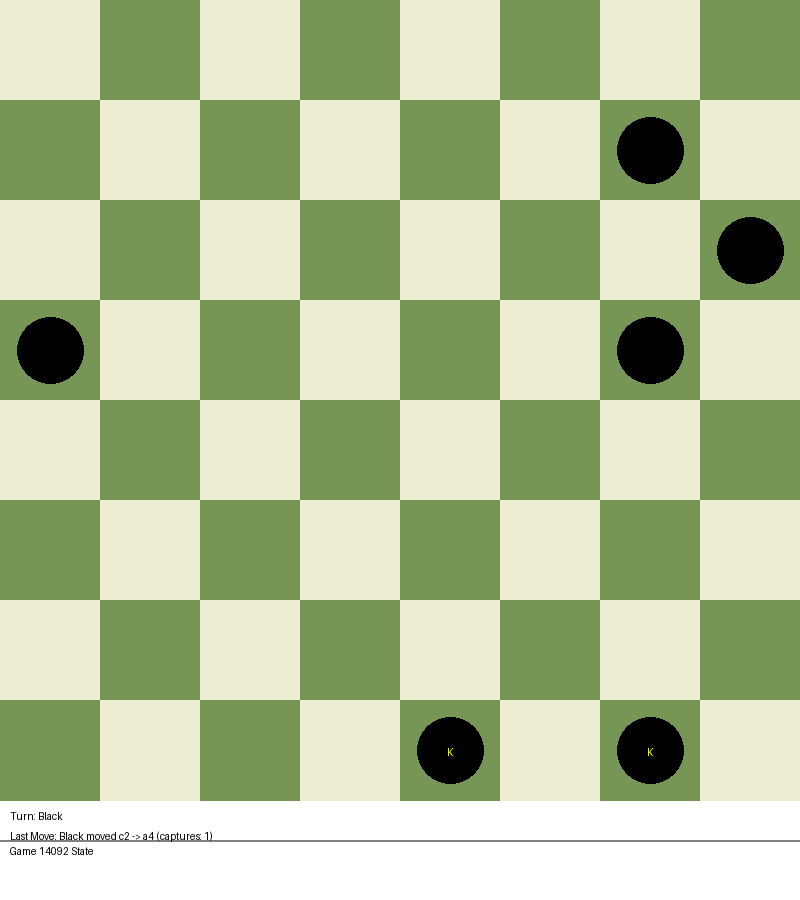 K
K
Turn: Black
Last Move: Black moved c2 -> a4 (captures: 1)
Game 14092 State